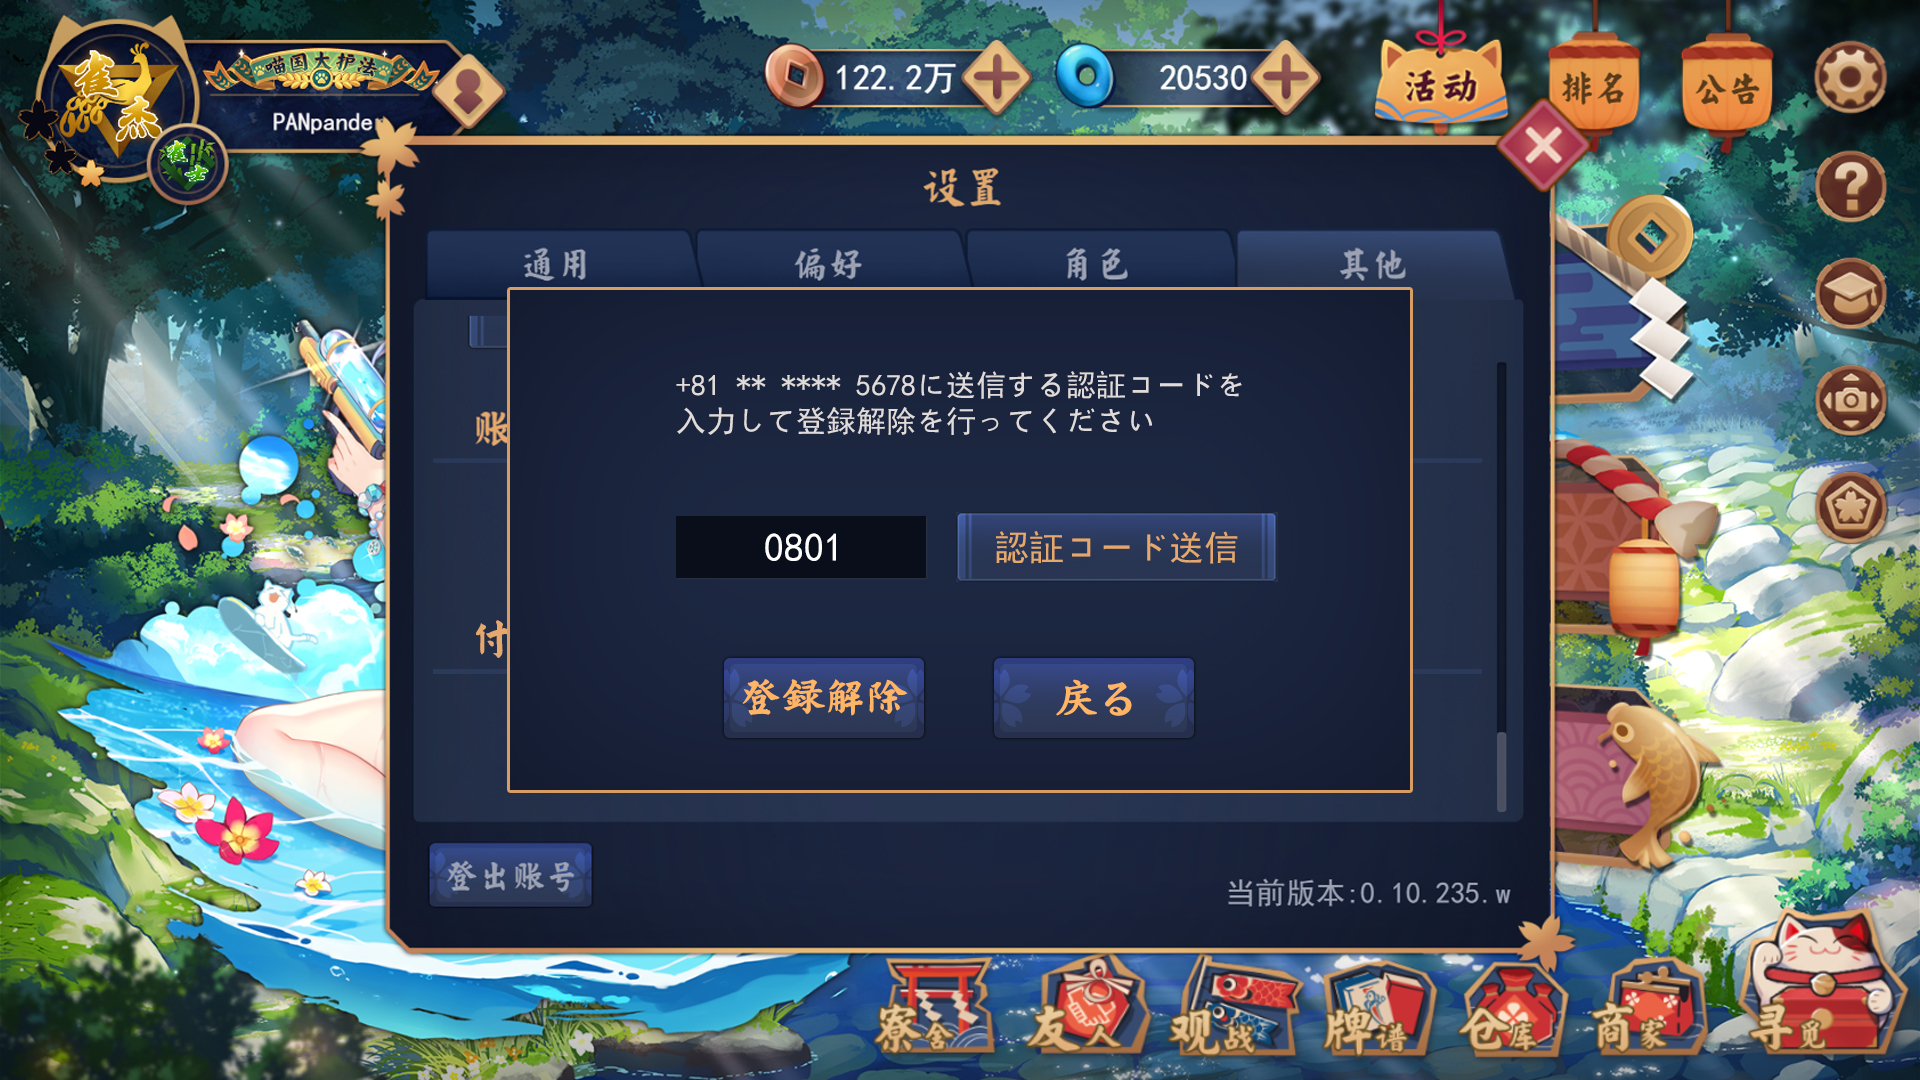 雀杰
喵国大护法
PANpander
雀士
122.2万
20530
活动
排名
公告
设置
通用
偏好
角色
其他
账
付
+81 ** **** 5678に送信する認証コードを
入力して登録解除を行ってください
0801
認証コード送信
登録解除
戻る
登出账号
当前版本:0.10.235.w
寮舍
友人
观战
牌谱
仓库
商家
寻觅